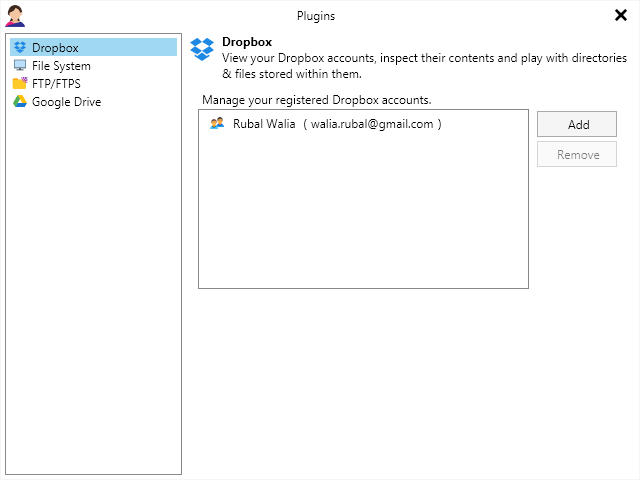 Plugins
Dropbox
File System
FTP/FTPS
Google Drive
Dropbox
View your Dropbox accounts, inspect their contents and play with directories
& files stored within them.
Manage your registered Dropbox accounts.
Rubal Walia ( walia.rubal@gmail.com )
Add
Remove